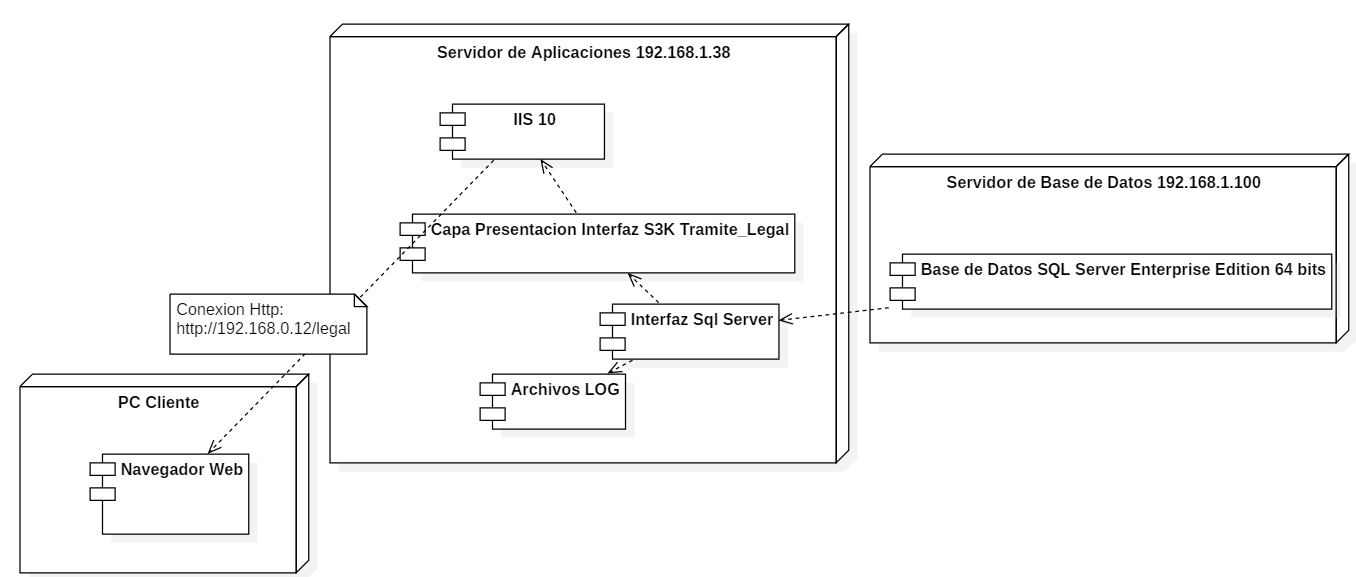 Servidor de Aplicaciones 192.168.1.38
IIS 10
Capa Presentacion Interfaz S3K Tramite_Legal
Interfaz Sql Server
Archivos LOG
Servidor de Base de Datos 192.168.1.100
Base de Datos SQL Server Enterprise Edition 64 bits
Conexion Http:
http://192.168.0.12/legal
PC Cliente
Navegador Web